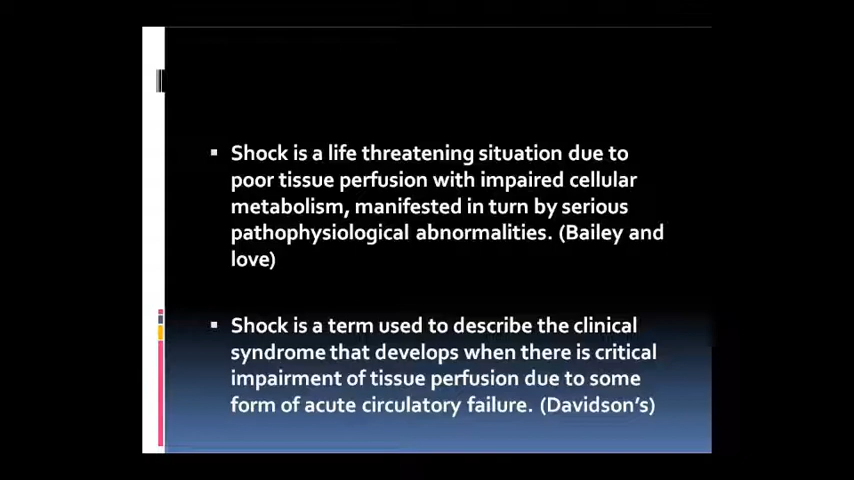 ▪ Shock is a life threatening situation due to
poor tissue perfusion with impaired cellular
metabolism, manifested in turn by serious
pathophysiological abnormalities. (Bailey and
love)
▪ Shock is a term used to describe the clinical
syndrome that develops when there is critical
impairment of tissue perfusion due to some
form of acute circulatory failure. (Davidson's)